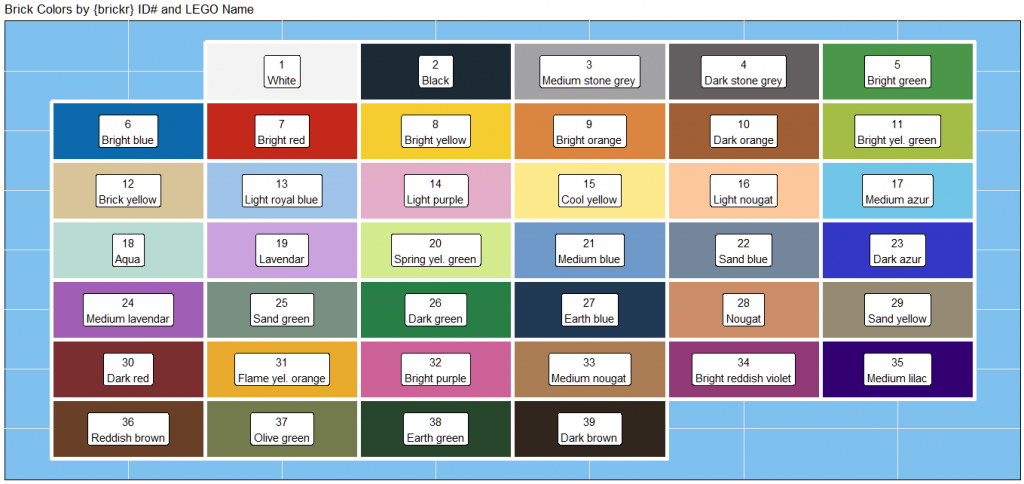 Brick Colors by {brickr} ID# and LEGO Name
1
White
2
Black
3
Medium stone grey
4
Dark stone grey
5
Bright green
6
Bright blue
7
Bright red
8
Bright yellow
9
Bright orange
10
Dark orange
11
Bright yel. green
12
Brick yellow
13
Light royal blue
14
Light purple
15
Cool yellow
16
Light nougat
17
Medium azur
18
Aqua
19
Lavendar
20
Spring yel. green
21
Medium blue
22
Sand blue
23
Dark azur
24
Medium lavendar
25
Sand green
26
Dark green
27
Earth blue
28
Nougat
29
Sand yellow
30
Dark red
31
Flame yel. orange
32
Bright purple
33
Medium nougat
34
Bright reddish violet
35
Medium lilac
36
Reddish brown
37
Olive green
38
Earth green
39
Dark brown